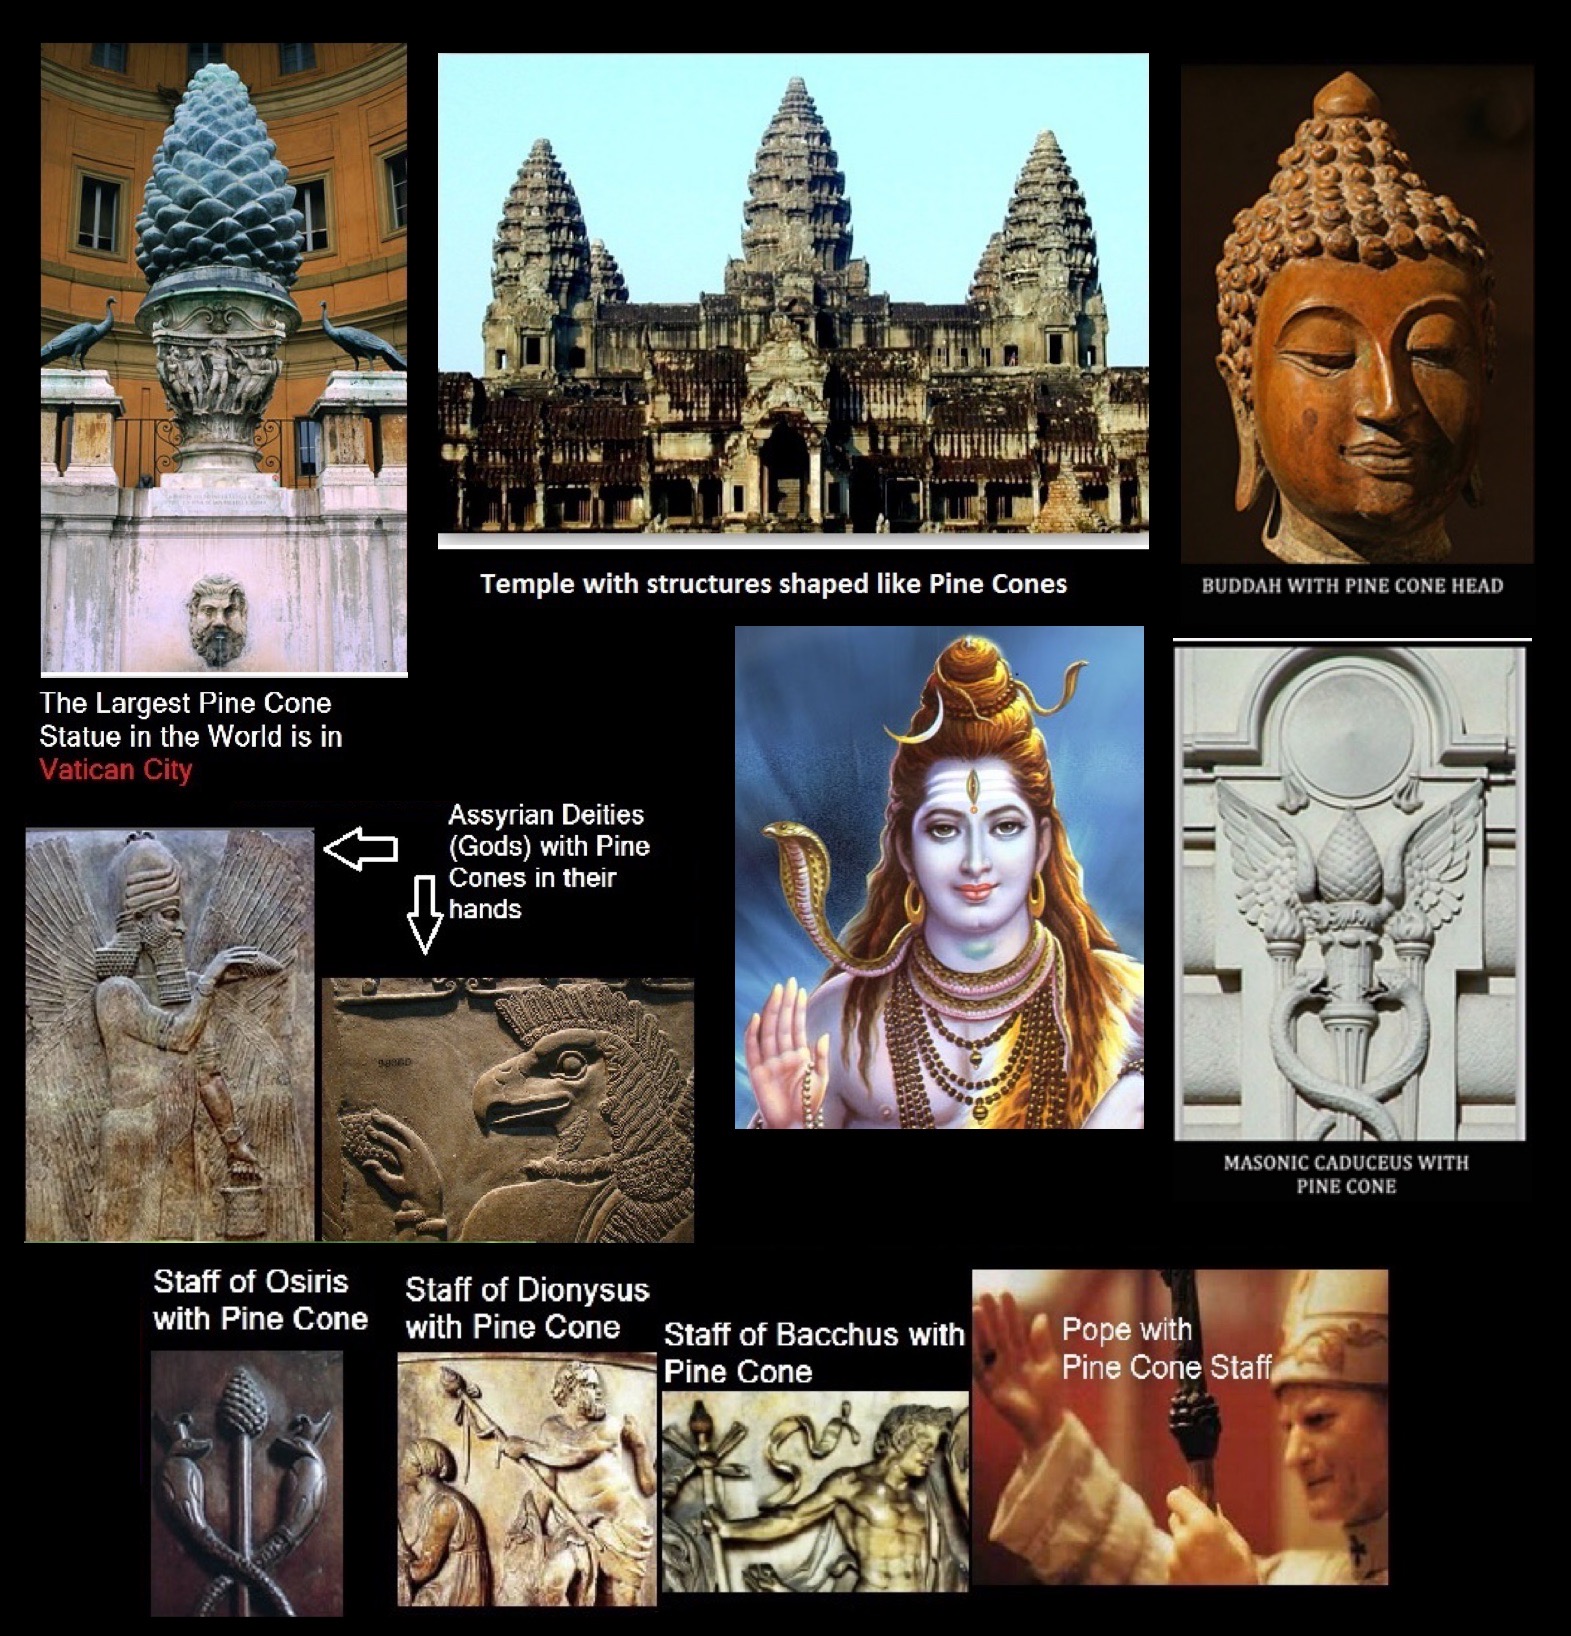 Temple with structures shaped like Pine Cones
BUDDAH WITH PINE CONE HEAD
The Largest Pine Cone
Statue in the World is in
Vatican City
Assyrian Deities
(Gods) with Pine
Cones in their
hands
MASONIC CADUCEUS WITH
PINE CONE
Staff of Osiris
with Pine Cone
Staff of Dionysus
with Pine Cone
Staff of Bacchus with
Pine Cone
Pope with
Pine Cone Staff